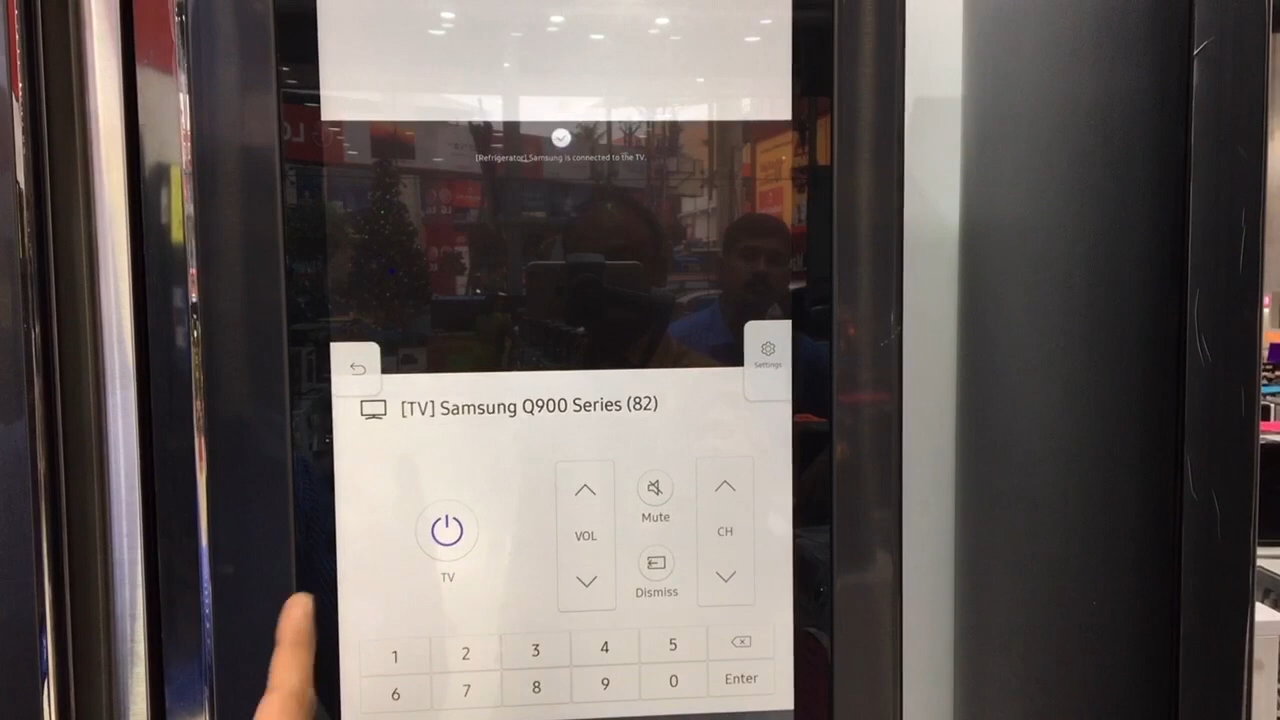 [Refrigerator] Samsung is connected to the TV.
Settings
[TV] Samsung Q900 Series (82)
TV
VOL
Mute
Dismiss
CH
1 2 3 4 5
6 7 8 9 0 Enter